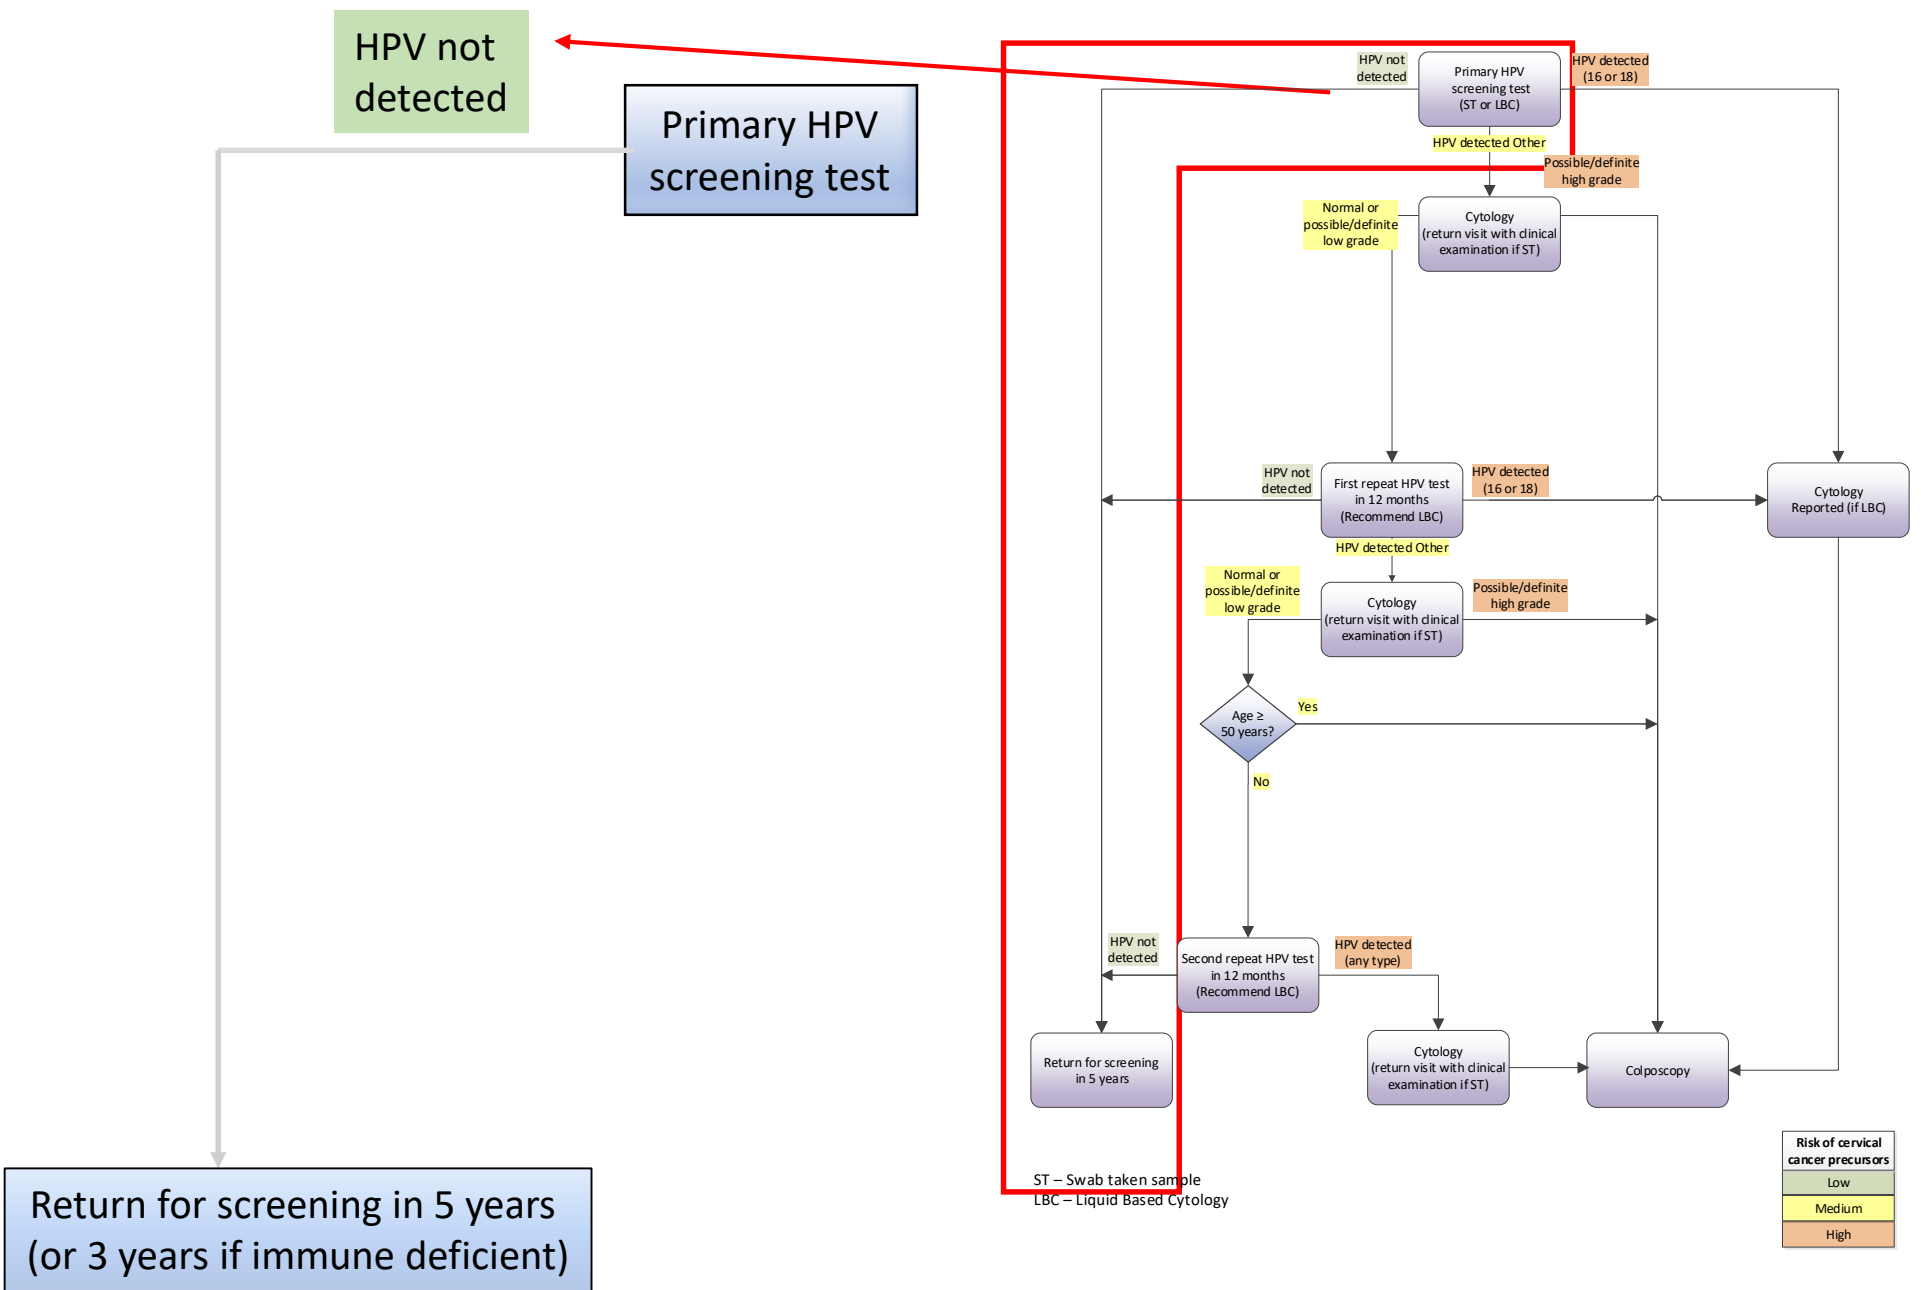 HPV not
detected
Primary HPV
screening test
Return for screening in 5 years
(or 3 years if immune deficient)
HPV not
detected
Primary HPV
screening test
(ST or LBC)
HPV detected
(16 or 18)
HPV detected Other
Possible/definite
high grade
Normal or
possible/definite
low grade
Cytology
(return visit with clinical
examination if ST)
HPV not
detected
First repeat HPV test
in 12 months
(Recommend LBC)
HPV detected
(16 or 18)
Cytology
Reported (if LBC)
HPV detected Other
Normal or
possible/definite
low grade
Cytology
(return visit with clinical
examination if ST)
Possible/definite
high grade
Age ≥
50 years?
Yes
No
HPV not
detected
Second repeat HPV test
in 12 months
(Recommend LBC)
HPV detected
(any type)
Return for screening
in 5 years
Cytology
(return visit with clinical
examination if ST)
Colposcopy
ST – Swab taken sample
LBC – Liquid Based Cytology
Risk of cervical
cancer precursors
Low
Medium
High